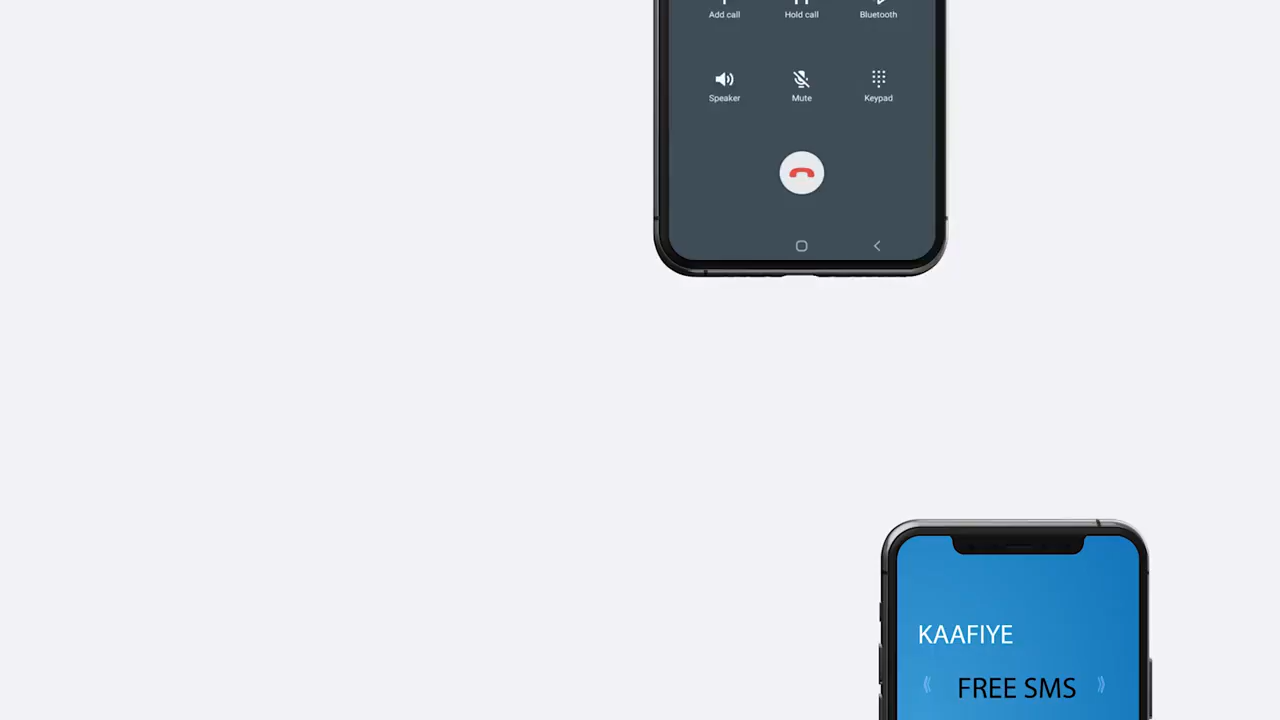 Add call Hold call Bluetooth
Speaker Mute Keypad
KAAFIYE
FREE SMS